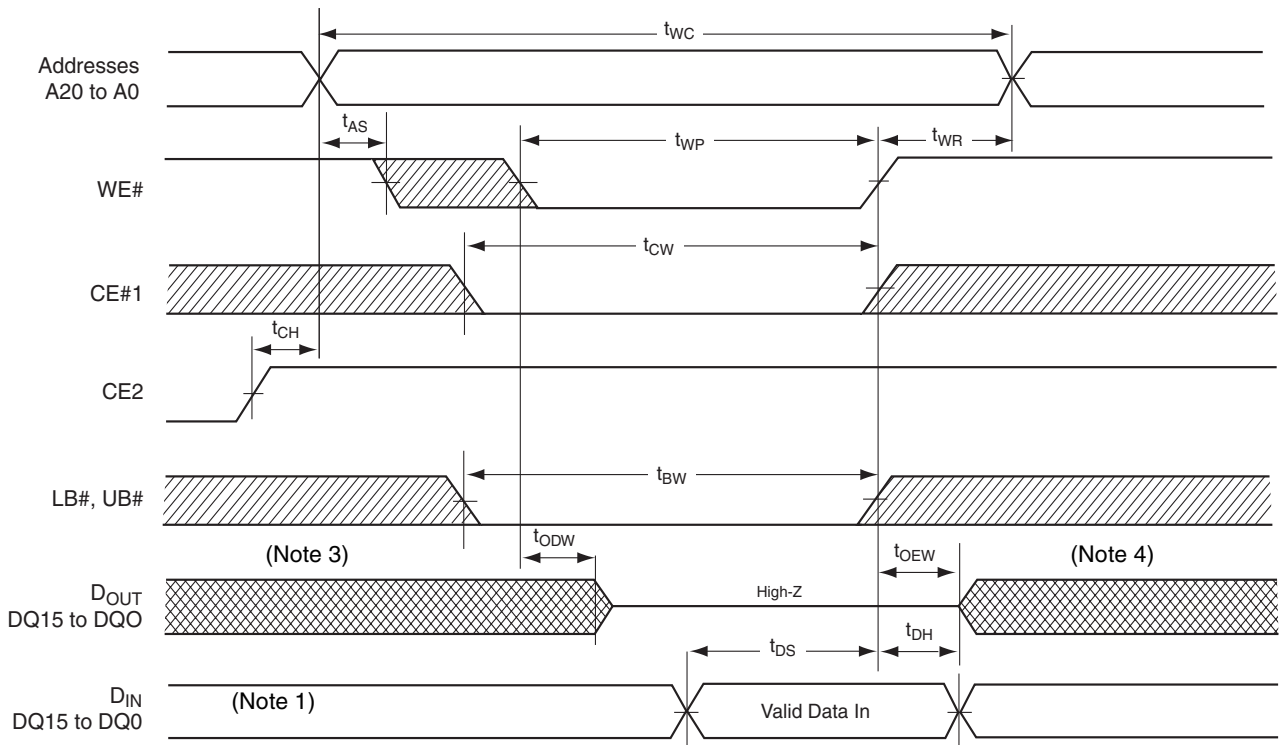 tWC
Addresses
A20 to A0
tAS
tWP
tWR
WE#
tCW
CE#1
tCH
CE2
tBW
LB#, UB#
(Note 3)
tODW
tOEW
(Note 4)
DOUT
DQ15 to DQO
High-Z
tDS
tDH
DIN
DQ15 to DQ0
(Note 1)
Valid Data In